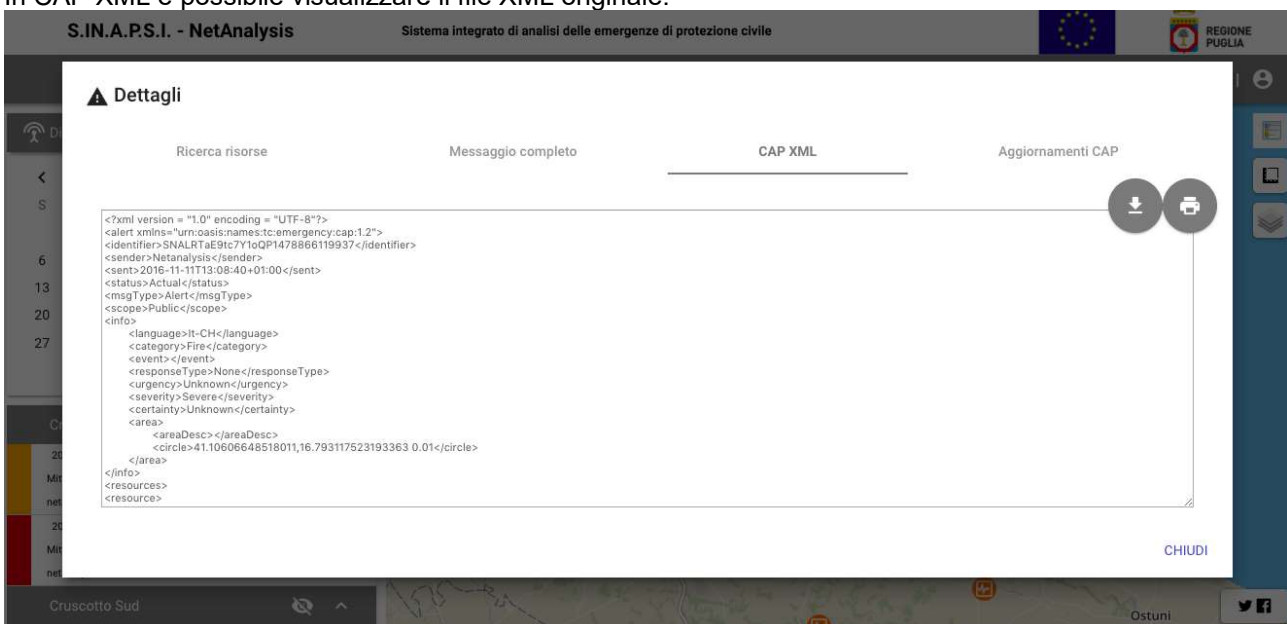 In CAP XML è possibile visualizzare il file XML originale.
S.IN.A.P.S.I. - NetAnalysis
Sistema integrato di analisi delle emergenze di protezione civile
REGIONE
PUGLIA
Dettagli
Ricerca risorse
Messaggio completo
CAP XML
Aggiornamenti CAP
S
6
13
20
27
<?xml version = "1.0" encoding = "UTF-8"?>
<alert xmlns="urn:oasis:names:tc:emergency:cap:1.2">
<identifier>SNALRTaE9tc7Y1oQP1478866119937</identifier>
<sender>Netanalysis</sender>
<sent>2016-11-11T13:08:40+01:00</sent>
<status>Actual</status>
<msgType>Alert</msgType>
<scope>Public</scope>
<info>
<language>It-CH</language>
<category>Fire</category>
<event></event>
<responseType>None</responseType>
<urgency>Unknown</urgency>
<severity>Severe</severity>
<certainty>Unknown</certainty>
<area>
<areaDesc></areaDesc>
<circle>41.10606648518011,16.793117523193363 0.01</circle>
</area>
</info>
<resources>
<resource>
20
Mit
net
20
Mit
net
CHIUDI
Cruscotto Sud
Ostuni